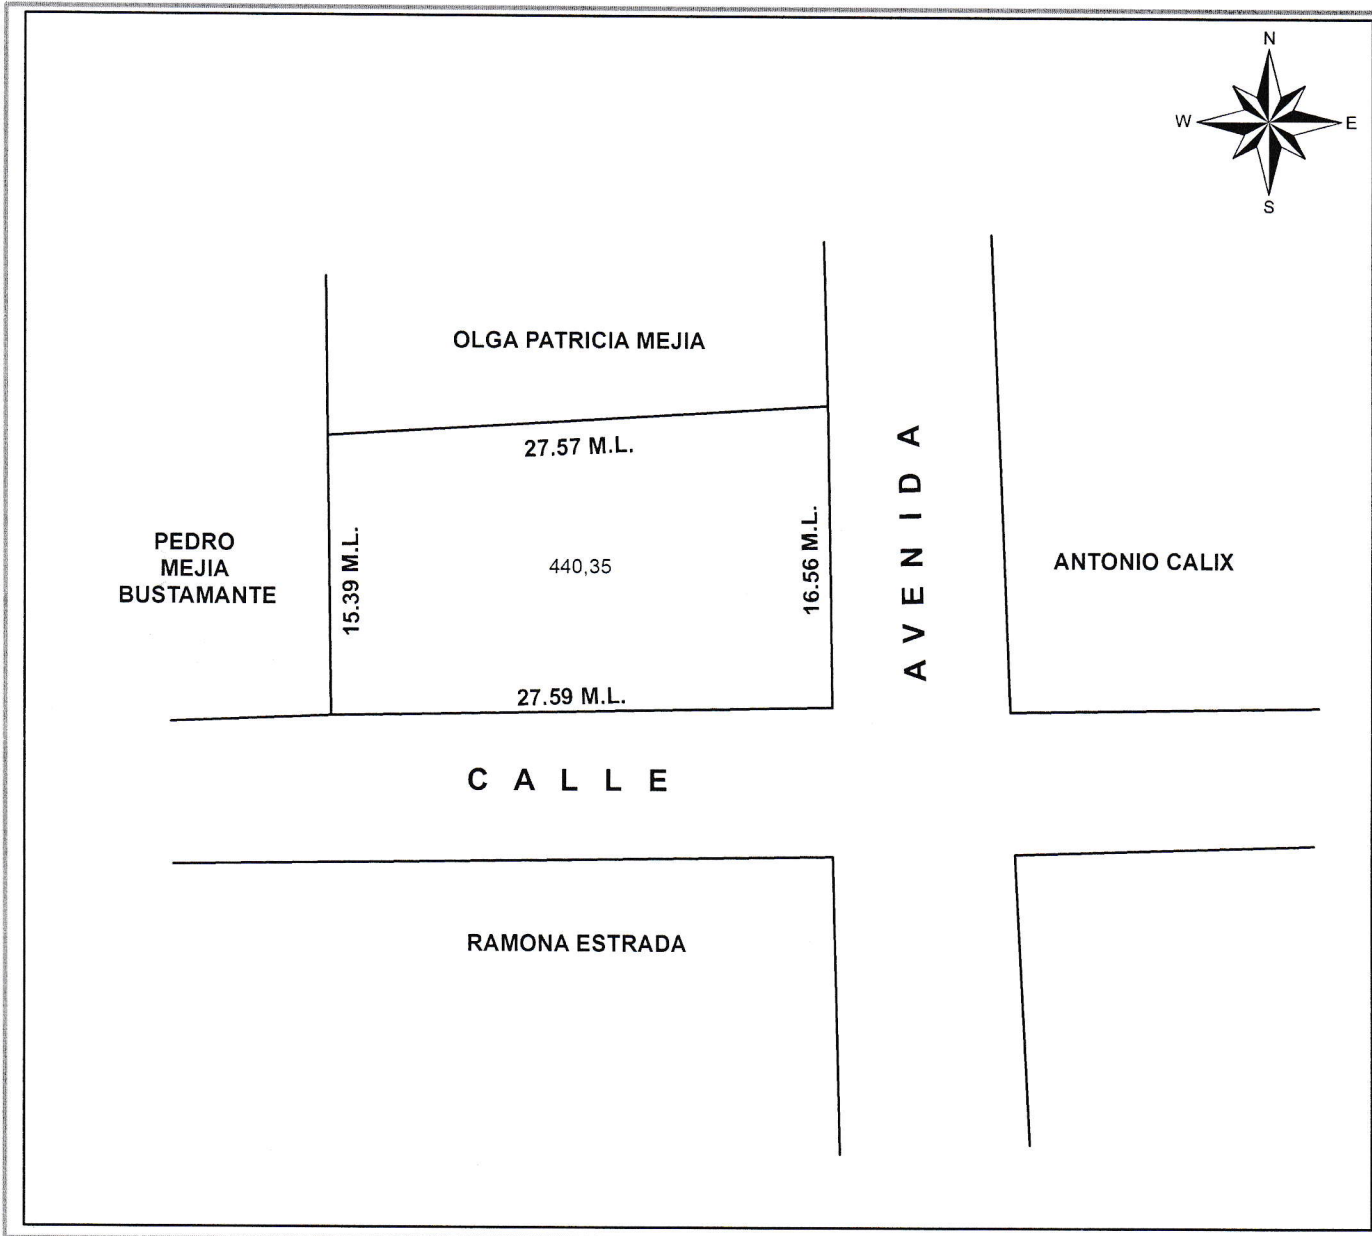 N
W
E
S
OLGA PATRICIA MEJIA
27.57 M.L.
PEDRO
MEJIA
BUSTAMANTE
15.39 M.L.
440,35
16.56 M.L.
AVENIDA
ANTONIO CALIX
27.59 M.L.
CALLE
RAMONA ESTRADA